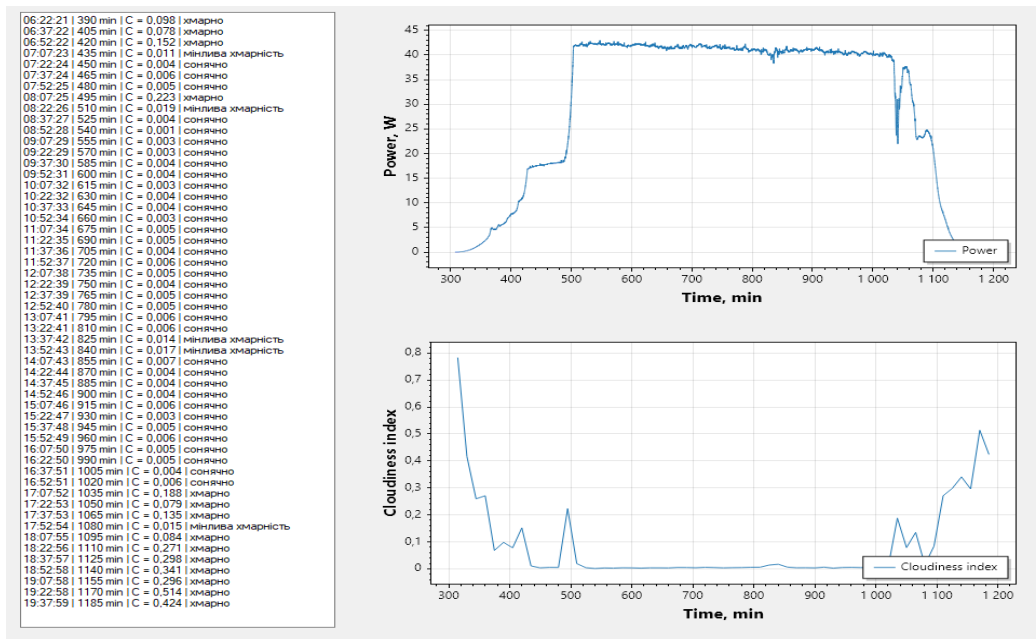 06:22:21 | 390 min | C = 0,098 | хмарно
06:37:22 | 405 min | C = 0,078 | хмарно
06:52:22 | 420 min | C = 0,152 | хмарно
07:07:23 | 435 min | C = 0,011 | мінлива хмарність
07:22:24 | 450 min | C = 0,004 | сонячно
07:37:24 | 465 min | C = 0,006 | сонячно
07:52:25 | 480 min | C = 0,005 | сонячно
08:07:25 | 495 min | C = 0,223 | хмарно
08:22:26 | 510 min | C = 0,019 | мінлива хмарність
08:37:27 | 525 min | C = 0,004 | сонячно
08:52:28 | 540 min | C = 0,001 | сонячно
09:07:29 | 555 min | C = 0,003 | сонячно
09:22:29 | 570 min | C = 0,003 | сонячно
09:37:30 | 585 min | C = 0,004 | сонячно
09:52:31 | 600 min | C = 0,004 | сонячно
10:07:32 | 615 min | C = 0,003 | сонячно
10:22:32 | 630 min | C = 0,004 | сонячно
10:37:33 | 645 min | C = 0,004 | сонячно
10:52:34 | 660 min | C = 0,003 | сонячно
11:07:34 | 675 min | C = 0,005 | сонячно
11:22:35 | 690 min | C = 0,005 | сонячно
11:37:36 | 705 min | C = 0,004 | сонячно
11:52:37 | 720 min | C = 0,006 | сонячно
12:07:38 | 735 min | C = 0,005 | сонячно
12:22:39 | 750 min | C = 0,004 | сонячно
12:37:39 | 765 min | C = 0,005 | сонячно
12:52:40 | 780 min | C = 0,005 | сонячно
13:07:41 | 795 min | C = 0,006 | сонячно
13:22:41 | 810 min | C = 0,006 | сонячно
13:37:42 | 825 min | C = 0,014 | мінлива хмарність
13:52:43 | 840 min | C = 0,017 | мінлива хмарність
14:07:43 | 855 min | C = 0,007 | сонячно
14:22:44 | 870 min | C = 0,004 | сонячно
14:37:45 | 885 min | C = 0,004 | сонячно
14:52:46 | 900 min | C = 0,004 | сонячно
15:07:46 | 915 min | C = 0,006 | сонячно
15:22:47 | 930 min | C = 0,003 | сонячно
15:37:48 | 945 min | C = 0,005 | сонячно
15:52:49 | 960 min | C = 0,006 | сонячно
16:07:50 | 975 min | C = 0,005 | сонячно
16:22:50 | 990 min | C = 0,005 | сонячно
16:37:51 | 1005 min | C = 0,004 | сонячно
16:52:51 | 1020 min | C = 0,006 | сонячно
17:07:52 | 1035 min | C = 0,188 | хмарно
17:22:53 | 1050 min | C = 0,079 | хмарно
17:37:53 | 1065 min | C = 0,135 | хмарно
17:52:54 | 1080 min | C = 0,015 | мінлива хмарність
18:07:55 | 1095 min | C = 0,084 | хмарно
18:22:56 | 1110 min | C = 0,271 | хмарно
18:37:57 | 1125 min | C = 0,298 | хмарно
18:52:58 | 1140 min | C = 0,341 | хмарно
19:07:58 | 1155 min | C = 0,296 | хмарно
19:22:58 | 1170 min | C = 0,514 | хмарно
19:37:59 | 1185 min | C = 0,424 | хмарно
Power, W
45
40
35
30
25
20
15
10
5
0
Power
300 400 500 600 700 800 900 1 000 1 100 1 200
Time, min
Cloudiness index
0,8
0,7
0,6
0,5
0,4
0,3
0,2
0,1
0
Cloudiness index
300 400 500 600 700 800 900 1 000 1 100 1 200
Time, min